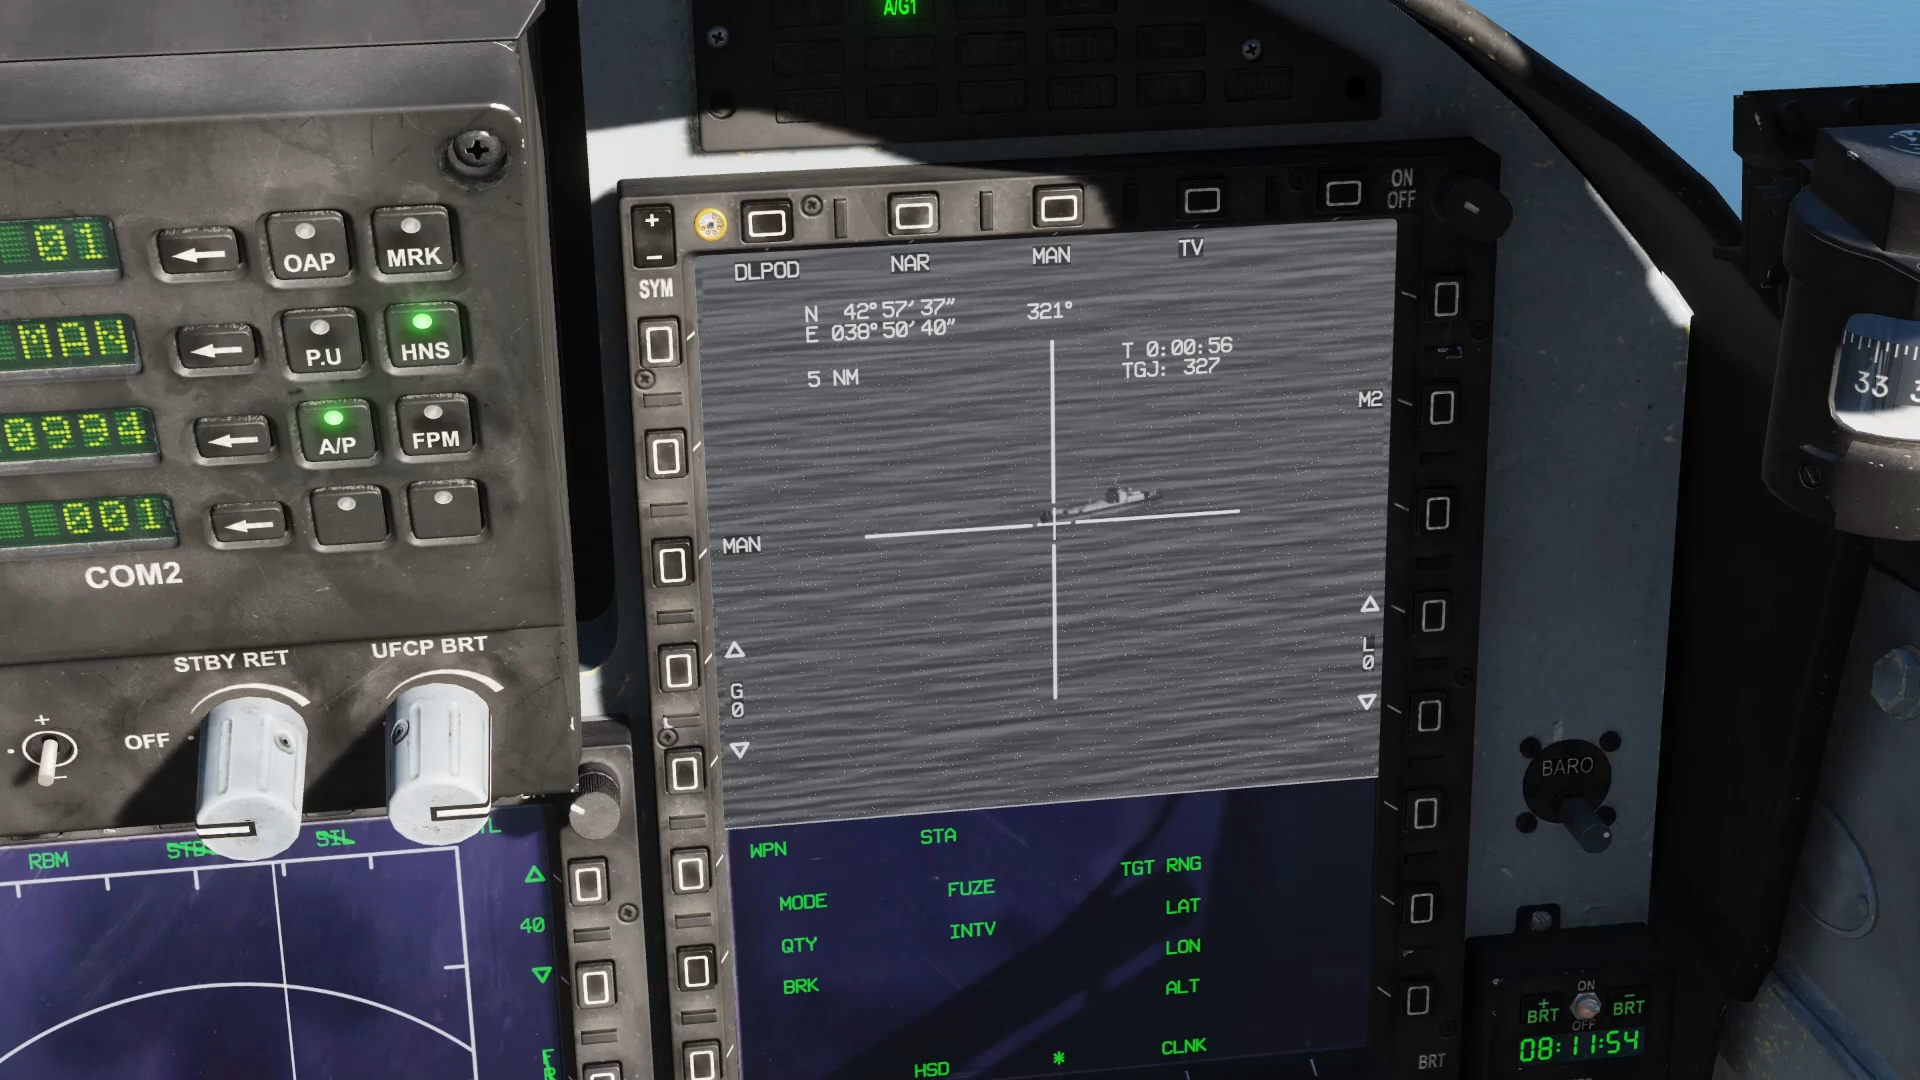 A/G1
01
OAP
MRK
MAN
P.U
HNS
0994
A/P
FPM
001
COM2
STBY RET
UFCP BRT
+
OFF
-
RBM
SIL
40
+
-
SYM
ON
OFF
DLPOD
NAR
MAN
TV
N 42°57′37″
E 038°50′40″
321°
T 0:00:56
TGJ: 327
5 NM
M2
MAN
G
0
L
0
WPN
STA
TGT RNG
MODE
FUZE
LAT
QTY
INTV
LON
BRK
ALT
HSD
*
CLNK
BRT
33
BARO
ON
+
BRT
-
BRT
OFF
08:11:54